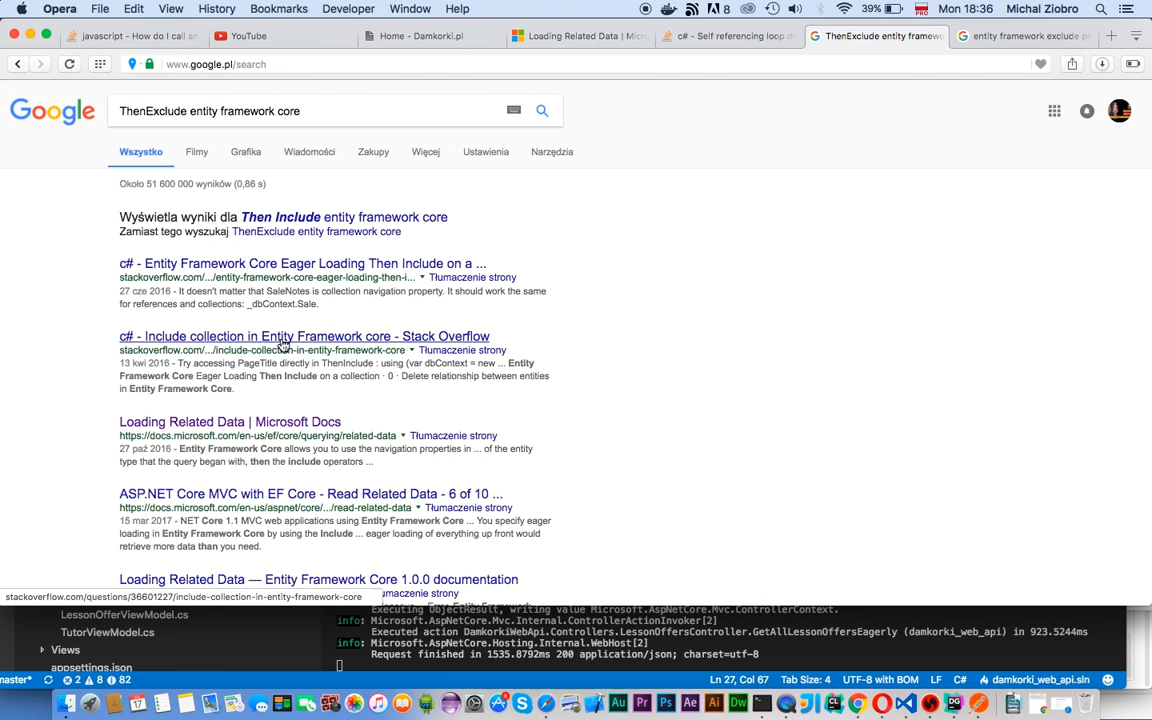 Opera File Edit View History Bookmarks Developer Window Help 8 39% Mon 18:36 Michal Ziobro
javascript - How do I call an YouTube Home - Damkorki.pl Loading Related Data | Micr c# - Self referencing loop d ThenExclude entity framewo entity framework exclude pr
www.google.pl/search
Google ThenExclude entity framework core
Wszystko Filmy Grafika Wiadomości Zakupy Więcej Ustawienia Narzędzia
Około 51 600 000 wyników (0,86 s)
Wyświetla wyniki dla Then Include entity framework core
Zamiast tego wyszukaj ThenExclude entity framework core
c# - Entity Framework Core Eager Loading Then Include on a ...
stackoverflow.com/.../entity-framework-core-eager-loading-then-i... Tłumaczenie strony
27 cze 2016 - It doesn't matter that SaleNotes is collection navigation property. It should work the same
for references and collections: _dbContext.Sale.
c# - Include collection in Entity Framework core - Stack Overflow
stackoverflow.com/.../include-collection-in-entity-framework-core Tłumaczenie strony
13 kwi 2016 - Try accessing PageTitle directly in ThenInclude : using (var dbContext = new ... Entity
Framework Core Eager Loading Then Include on a collection · 0 · Delete relationship between entities
in Entity Framework Core.
Loading Related Data | Microsoft Docs
https://docs.microsoft.com/en-us/ef/core/querying/related-data Tłumaczenie strony
27 paź 2016 - Entity Framework Core allows you to use the navigation properties in ... of the entity
type that the query began with, then the include operators ...
ASP.NET Core MVC with EF Core - Read Related Data - 6 of 10 ...
https://docs.microsoft.com/en-us/aspnet/core/.../read-related-data Tłumaczenie strony
15 mar 2017 - NET Core 1.1 MVC web applications using Entity Framework Core ... You specify eager
loading in Entity Framework Core by using the Include ... eager loading of everything up front would
retrieve more data than you need.
Loading Related Data — Entity Framework Core 1.0.0 documentation
umaczenie strony
stackoverflow.com/questions/36601227/include-collection-in-entity-framework-core
LessonOfferViewModel.cs
TutorViewModel.cs
Views
appsettings.json
Executing ObjectResult, writing value Microsoft.AspNetCore.Mvc.ControllerContext.
info: Microsoft.AspNetCore.Mvc.Internal.ControllerActionInvoker[2]
Executed action DamkorkiWebApi.Controllers.LessonOffersController.GetAllLessonOffersEagerly (damkorki_web_api) in 923.5244ms
info: Microsoft.AspNetCore.Hosting.Internal.WebHost[2]
Request finished in 1535.8792ms 200 application/json; charset=utf-8
master* 2 8 82 Ln 27, Col 67 Tab Size: 4 UTF-8 with BOM LF C# damkorki_web_api.sln